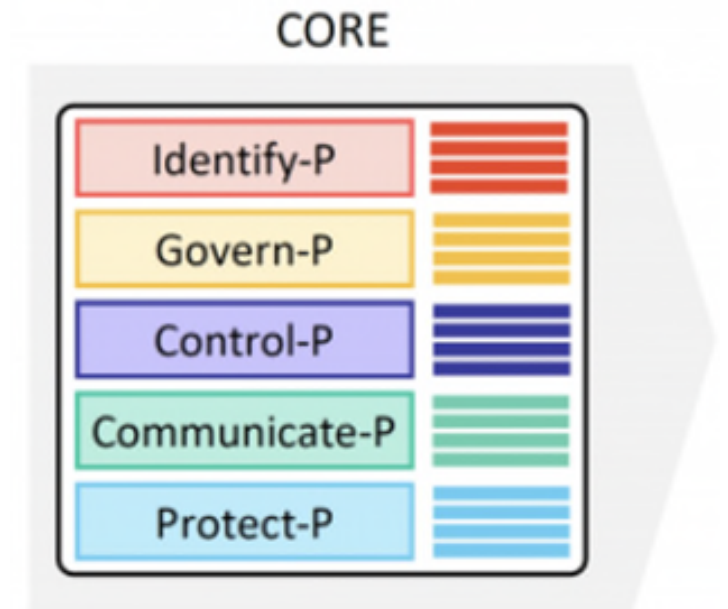 CORE
Identify-P
Govern-P
Control-P
Communicate-P
Protect-P